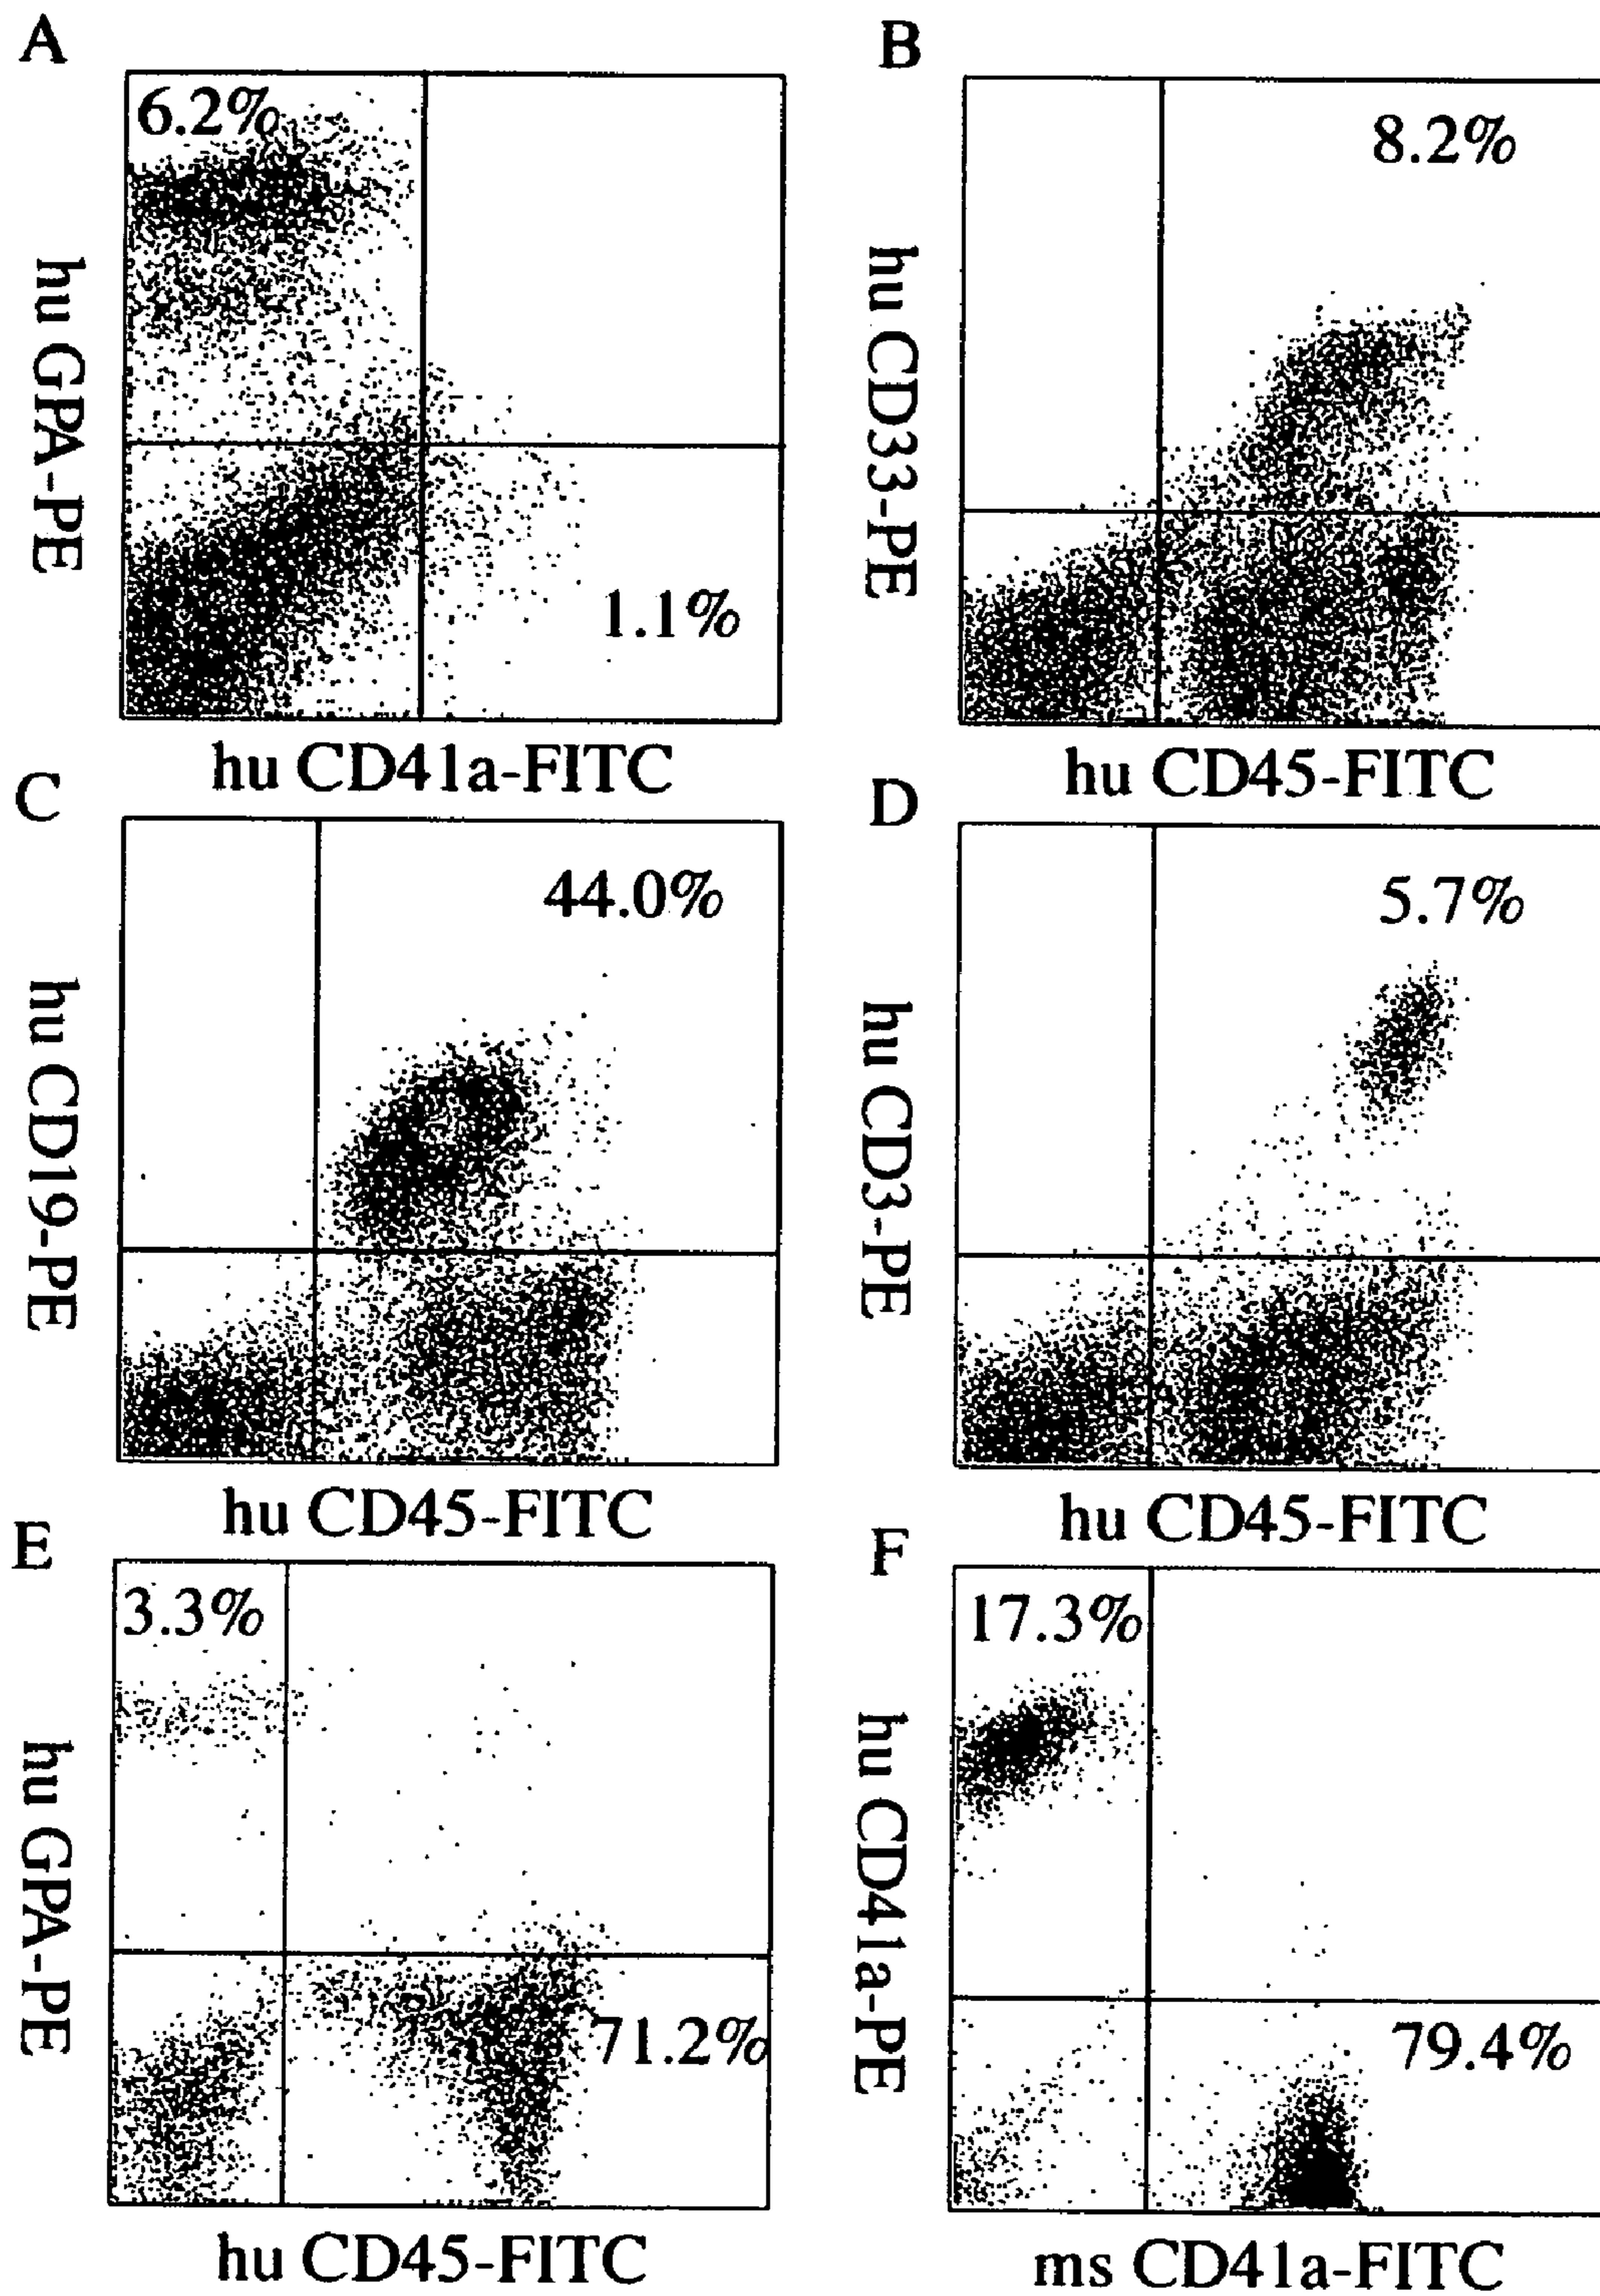 A
6.2%
hu GPA-PE
1.1%
hu CD41a-FITC
B
8.2%
hu CD33-PE
hu CD45-FITC
C
44.0%
hu CD19-PE
hu CD45-FITC
D
5.7%
hu CD3-PE
hu CD45-FITC
E
3.3%
hu GPA-PE
71.2%
hu CD45-FITC
F
17.3%
hu CD41a-PE
79.4%
ms CD41a-FITC